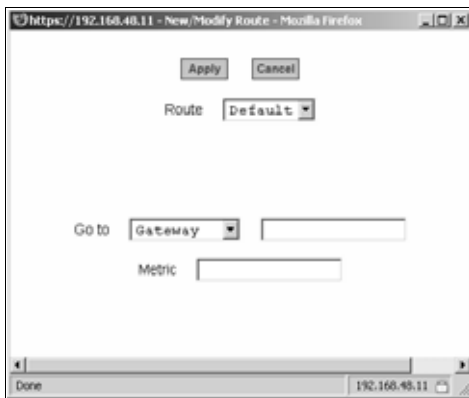 https://192.168.48.11 - New/Modify Route - Mozilla Firefox
Apply Cancel
Route Default
Go to Gateway
Metric
Done 192.168.48.11